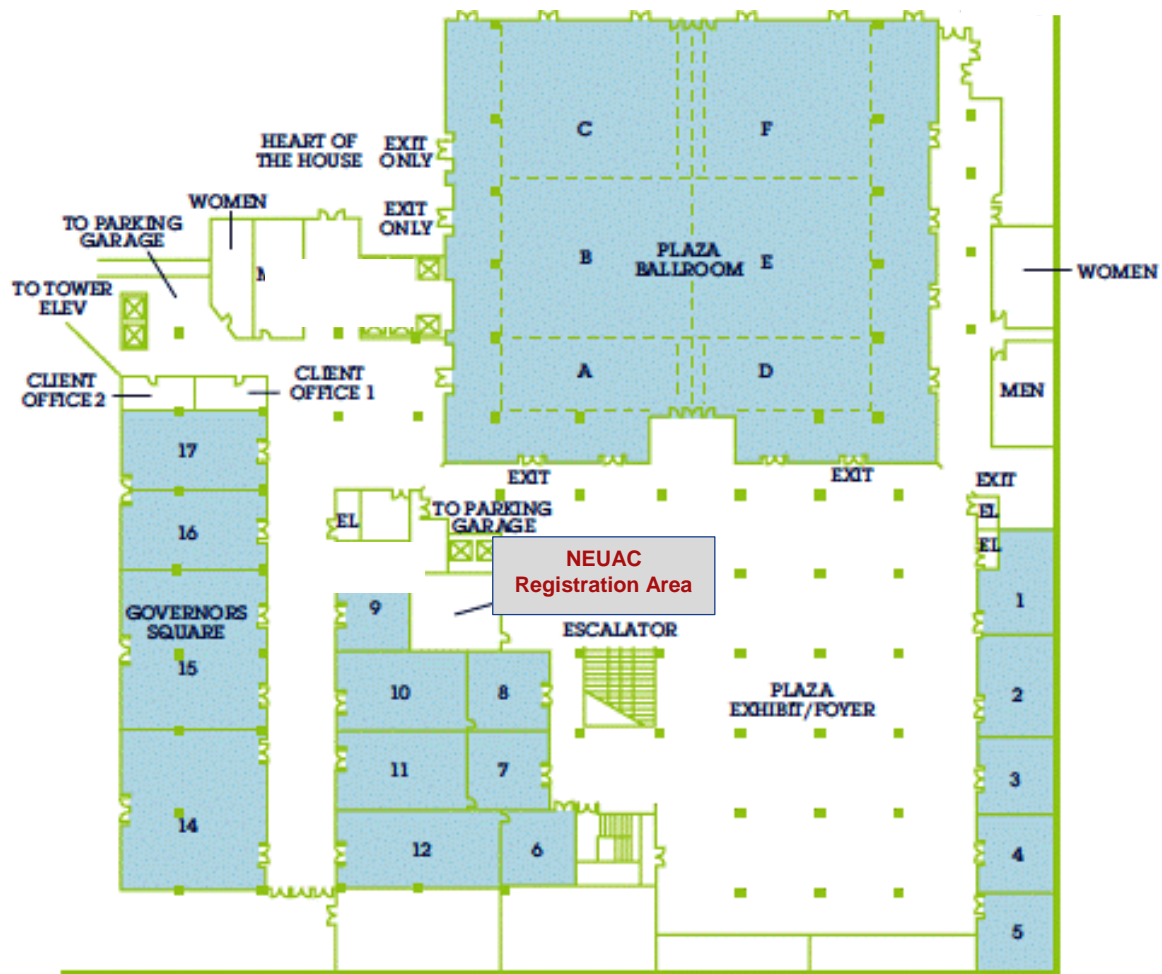 C
F
HEART OF
THE HOUSE
EXIT
ONLY
WOMEN
EXIT
ONLY
TO PARKING
GARAGE
B
PLAZA
BALLROOM
E
WOMEN
TO TOWER
ELEV
A
D
CLIENT
OFFICE 2
CLIENT
OFFICE 1
MEN
17
EXIT
EXIT
EXIT
16
EL
TO PARKING
GARAGE
EL
EL
NEUAC
Registration Area
1
9
GOVERNORS
SQUARE
ESCALATOR
15
10
8
PLAZA
EXHIBIT/FOYER
2
11
7
3
14
12
6
4
5